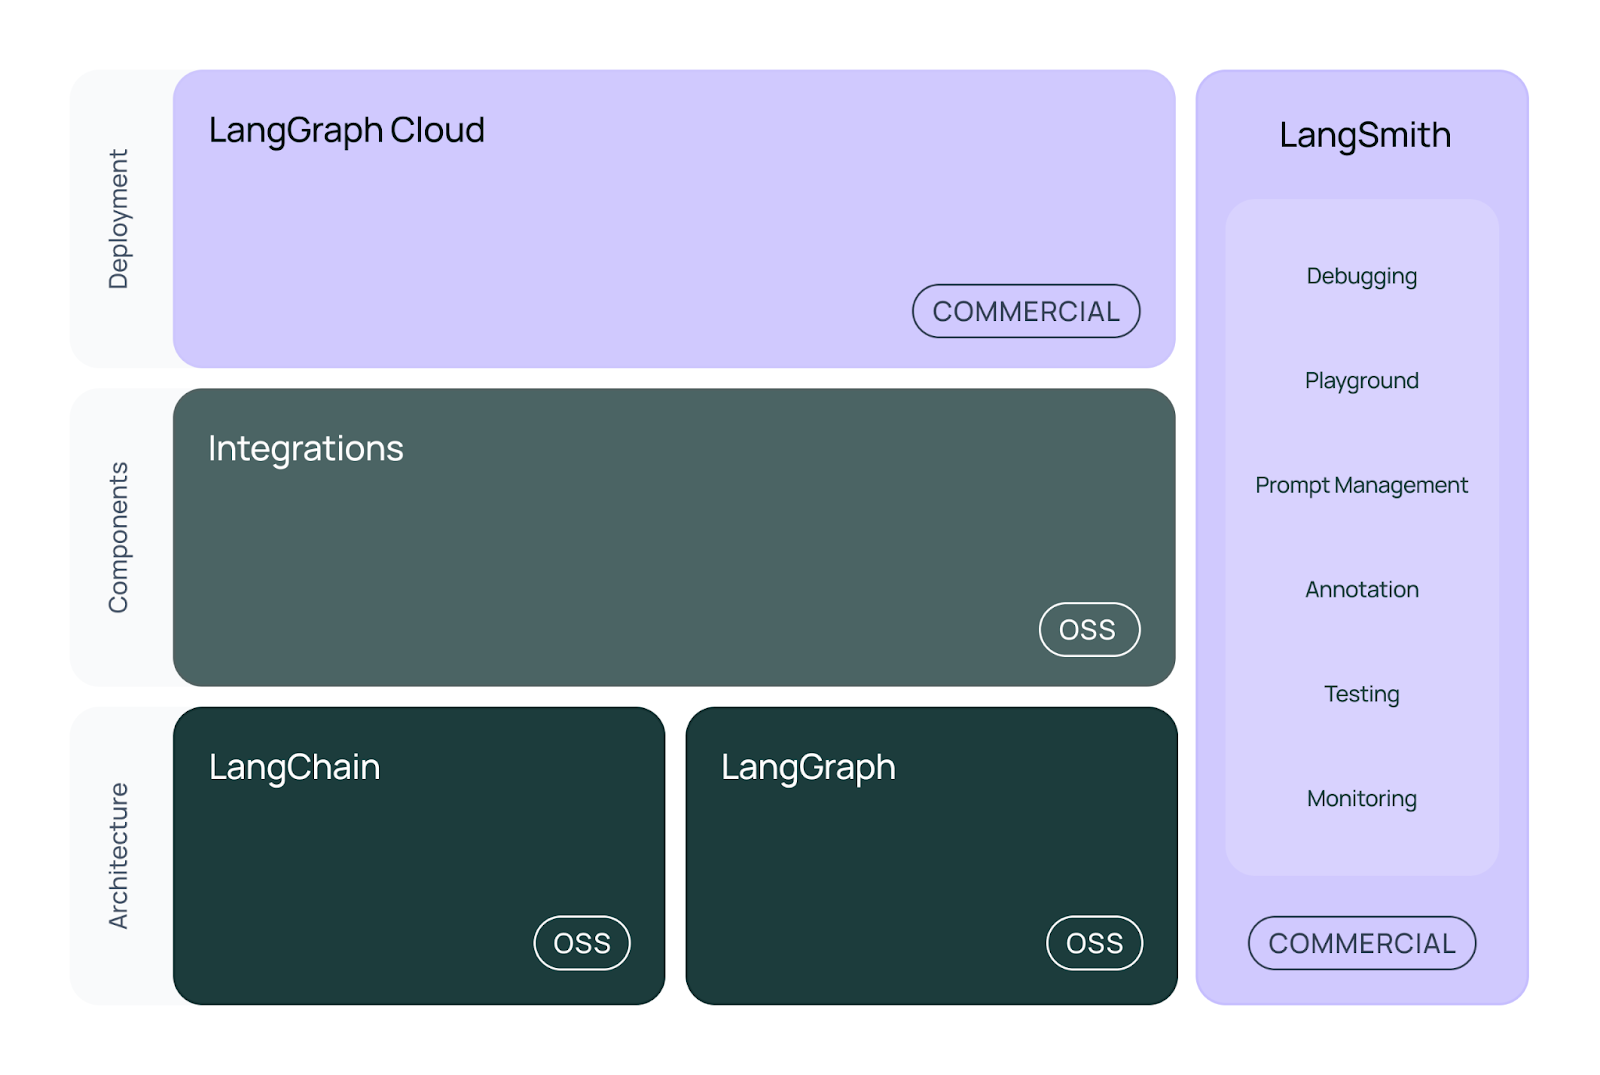 Deployment
LangGraph Cloud
COMMERCIAL
Components
Integrations
OSS
Architecture
LangChain
OSS
LangGraph
OSS
LangSmith
Debugging
Playground
Prompt Management
Annotation
Testing
Monitoring
COMMERCIAL